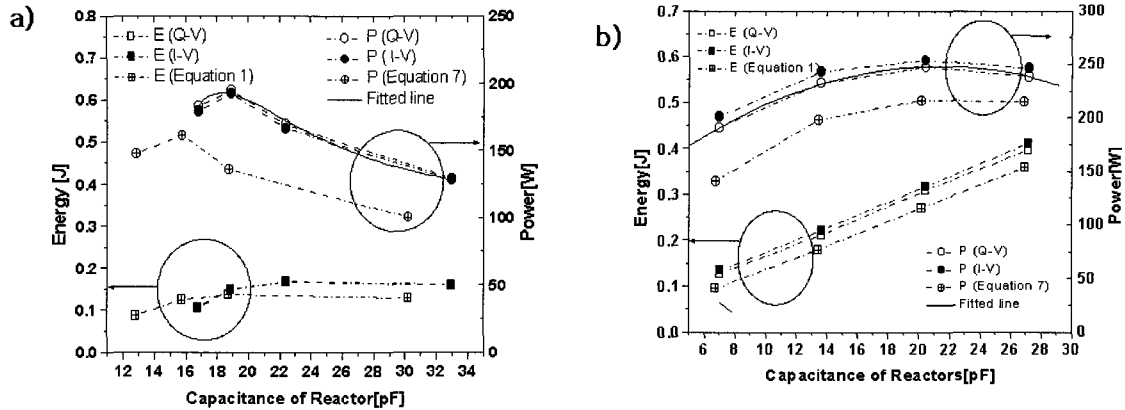 a)
E (Q-V)
E (I-V)
E (Equation 1)
P (Q-V)
P (I-V)
P (Equation 7)
Fitted line
0.8
0.7
0.6
0.5
0.4
0.3
0.2
0.1
0.0
Energy [J]
250
200
150
100
50
0
Power[W]
12 14 16 18 20 22 24 26 28 30 32 34
Capacitance of Reactor[pF]
b)
E (Q-V)
E (I-V)
E (Equation 1)
P (Q-V)
P (I-V)
P (Equation 7)
Fitted line
0.7
0.6
0.5
0.4
0.3
0.2
0.1
0.0
Energy[J]
300
250
200
150
100
50
0
Power[W]
6 8 10 12 14 16 18 20 22 24 26 28 30
Capacitance of Reactors[pF]